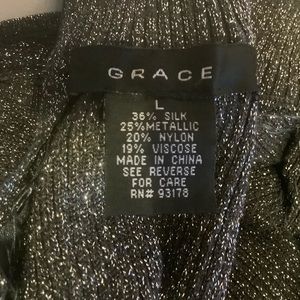 GRACE
L
36% SILK
25% METALLIC
20% NYLON
19% VISCOSE
MADE IN CHINA
SEE REVERSE
FOR CARE
RN# 93178